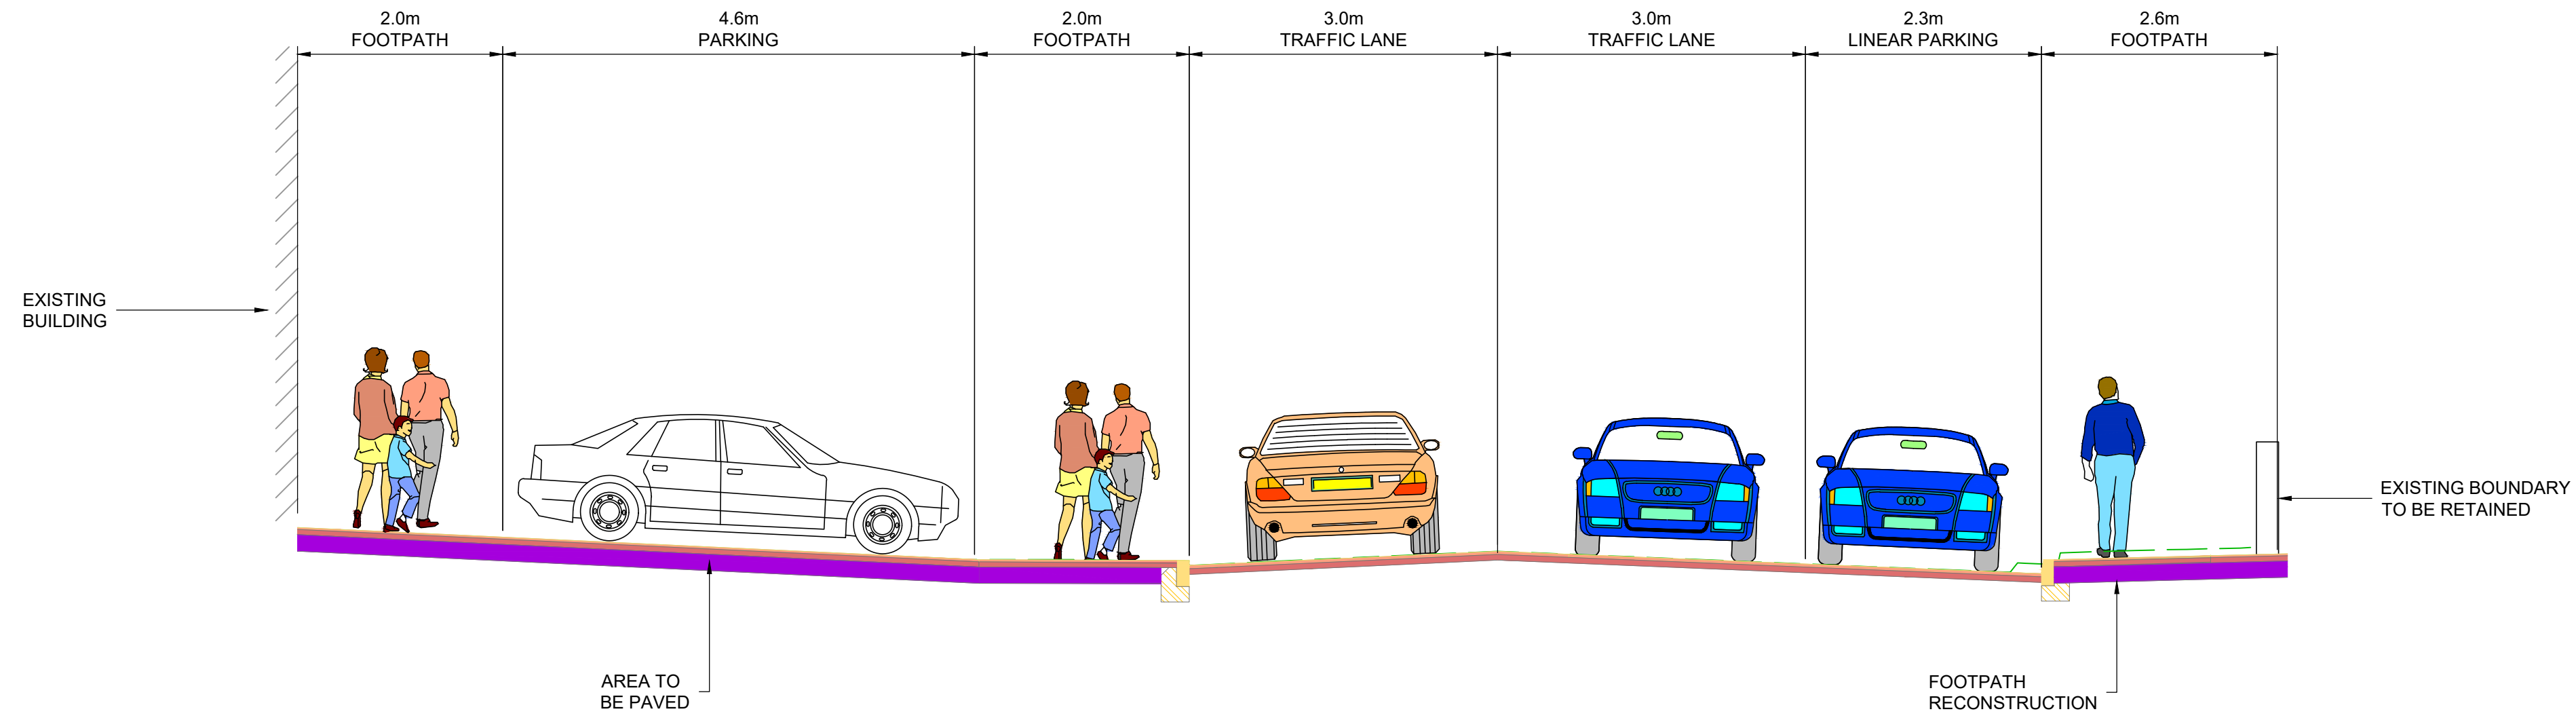 2.0m
FOOTPATH
4.6m
PARKING
2.0m
FOOTPATH
3.0m
TRAFFIC LANE
3.0m
TRAFFIC LANE
2.3m
LINEAR PARKING
2.6m
FOOTPATH
EXISTING
BUILDING
EXISTING BOUNDARY
TO BE RETAINED
AREA TO
BE PAVED
FOOTPATH
RECONSTRUCTION